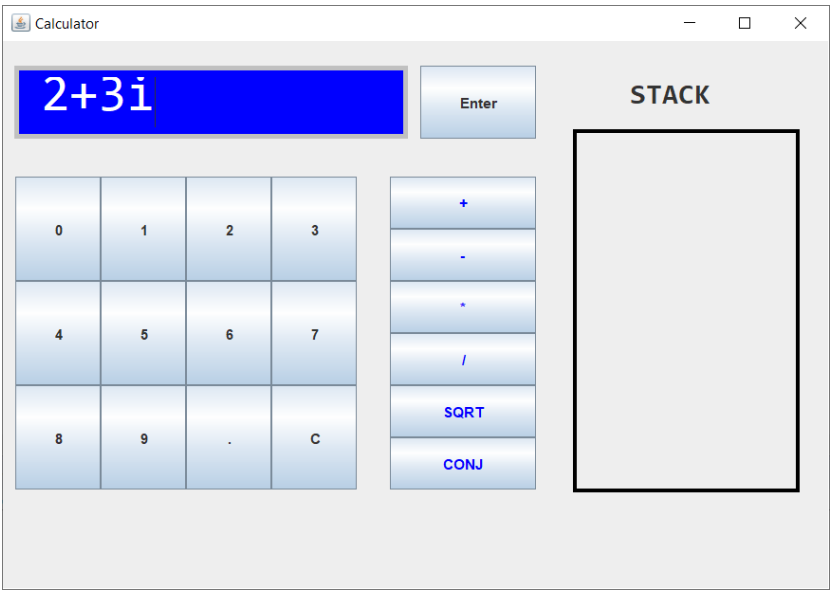 Calculator
2+3i
Enter
STACK
0 1 2 3
4 5 6 7
8 9 . C
+
-
*
/
SQRT
CONJ